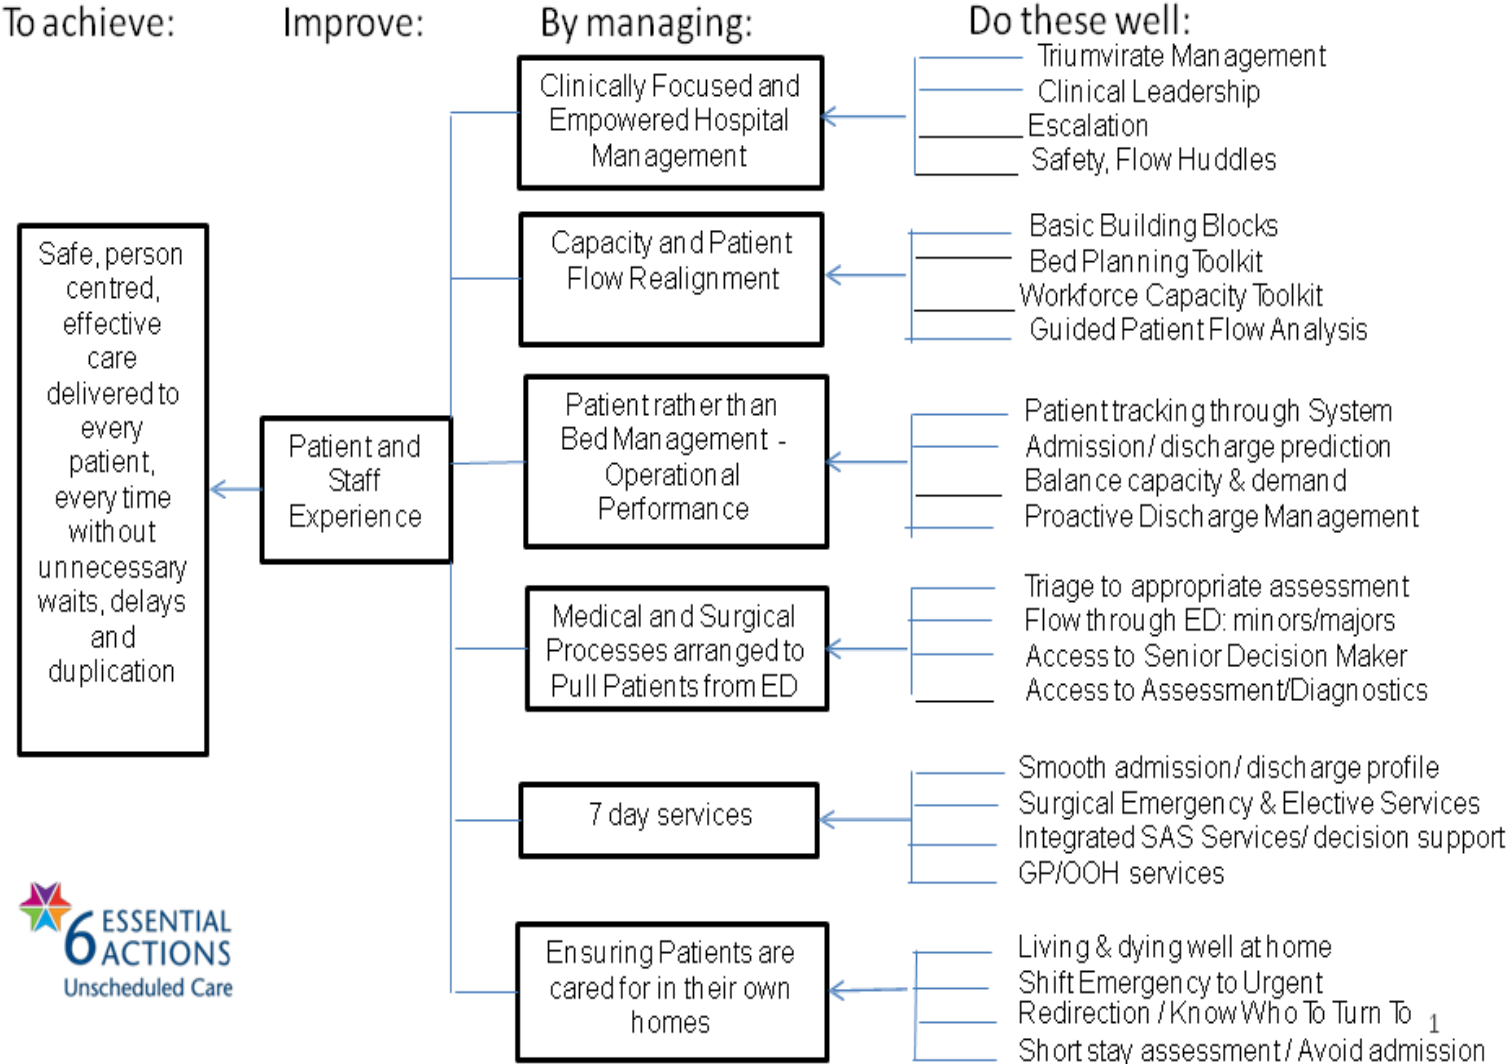 To achieve:
Improve:
By managing:
Do these well:
Safe, person
centred,
effective
care
delivered to
every
patient,
every time
without
unnecessary
waits, delays
and
duplication
Patient and
Staff
Experience
Clinically Focused and
Empowered Hospital
Management
Triumvirate Management
Clinical Leadership
Escalation
Safety, Flow Huddles
Capacity and Patient
Flow Realignment
Basic Building Blocks
Bed Planning Toolkit
Workforce Capacity Toolkit
Guided Patient Flow Analysis
Patient rather than
Bed Management -
Operational
Performance
Patient tracking through System
Admission/ discharge prediction
Balance capacity & demand
Proactive Discharge Management
Medical and Surgical
Processes arranged to
Pull Patients from ED
Triage to appropriate assessment
Flow through ED: minors/majors
Access to Senior Decision Maker
Access to Assessment/Diagnostics
7 day services
Smooth admission/ discharge profile
Surgical Emergency & Elective Services
Integrated SAS Services/ decision support
GP/OOH services
Ensuring Patients are
cared for in their own
homes
Living & dying well at home
Shift Emergency to Urgent
Redirection / Know Who To Turn To
Short stay assessment / Avoid admission
1
6 ESSENTIAL
ACTIONS
Unscheduled Care